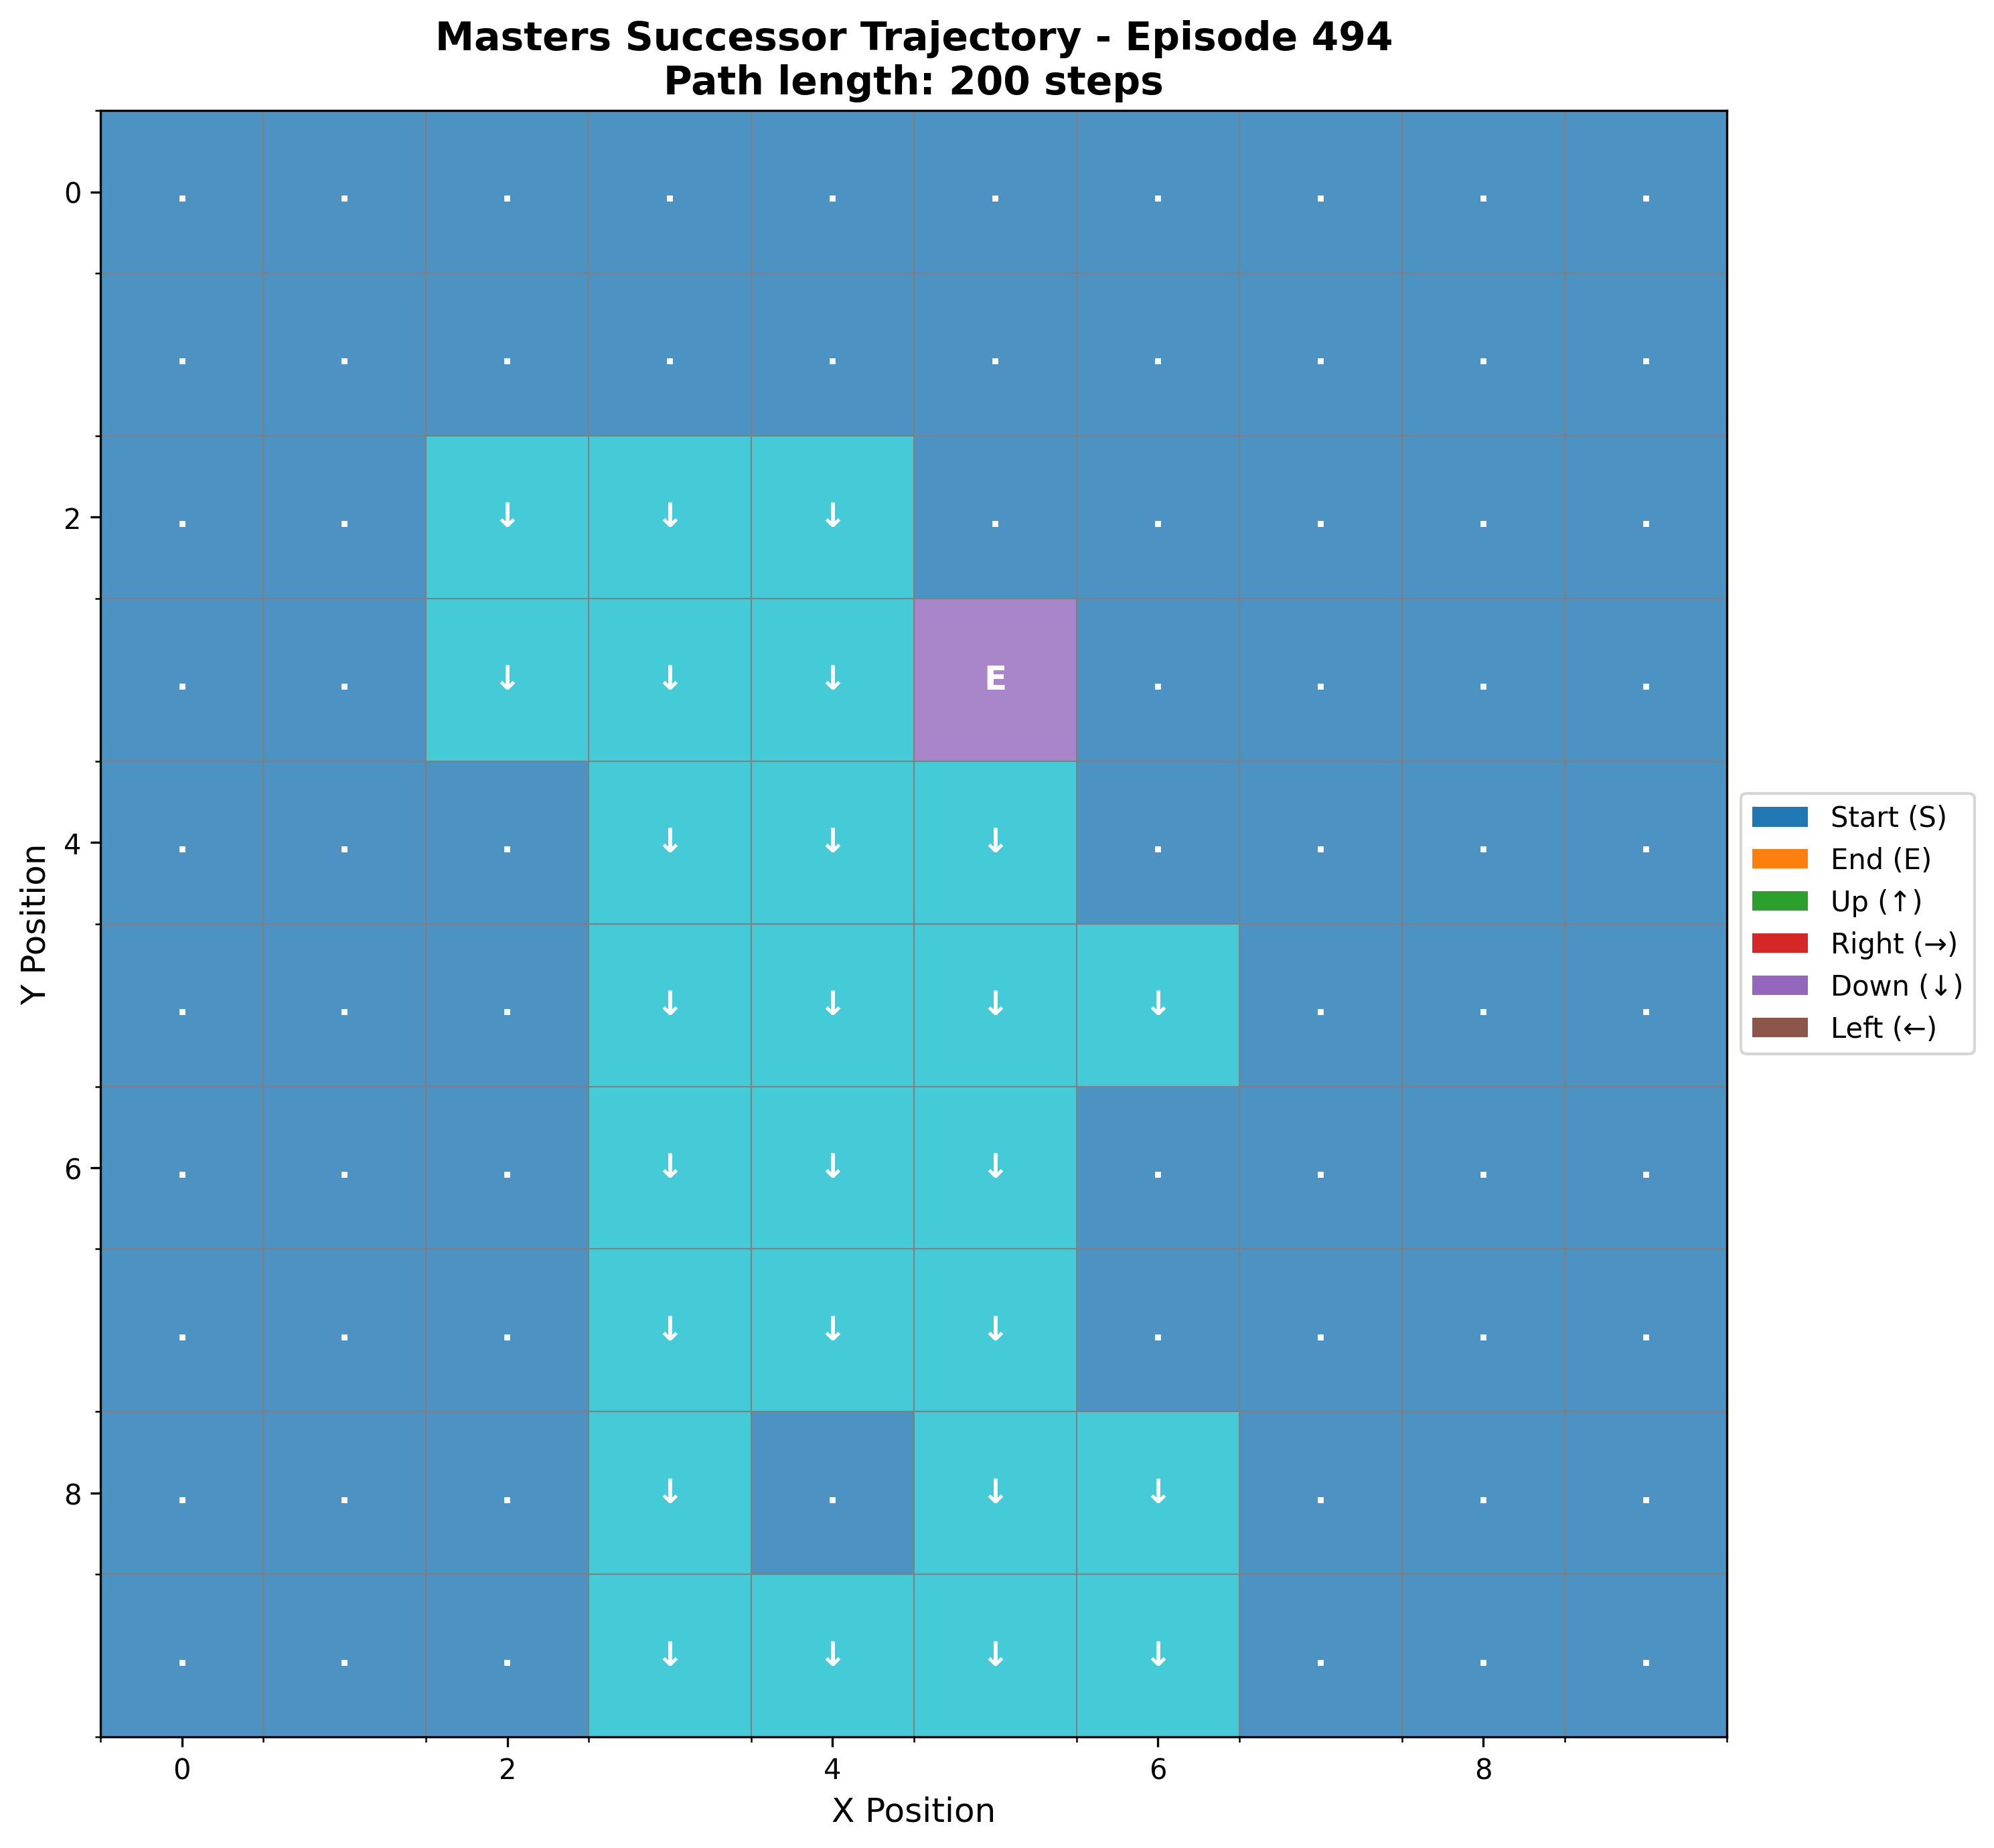 Masters Successor Trajectory - Episode 494
Path length: 200 steps
0 . . . . . . . . . .
. . . . . . . . . .
2 . . ↓ ↓ ↓ . . . . .
. . ↓ ↓ ↓ E . . . .
4 . . . ↓ ↓ ↓ . . . .
. . . ↓ ↓ ↓ ↓ . . .
6 . . . ↓ ↓ ↓ . . . .
. . . ↓ ↓ ↓ . . . .
8 . . . ↓ . ↓ ↓ . . .
. . . ↓ ↓ ↓ ↓ . . .
0 2 4 6 8
X Position
Y Position
Start (S)
End (E)
Up (↑)
Right (→)
Down (↓)
Left (←)